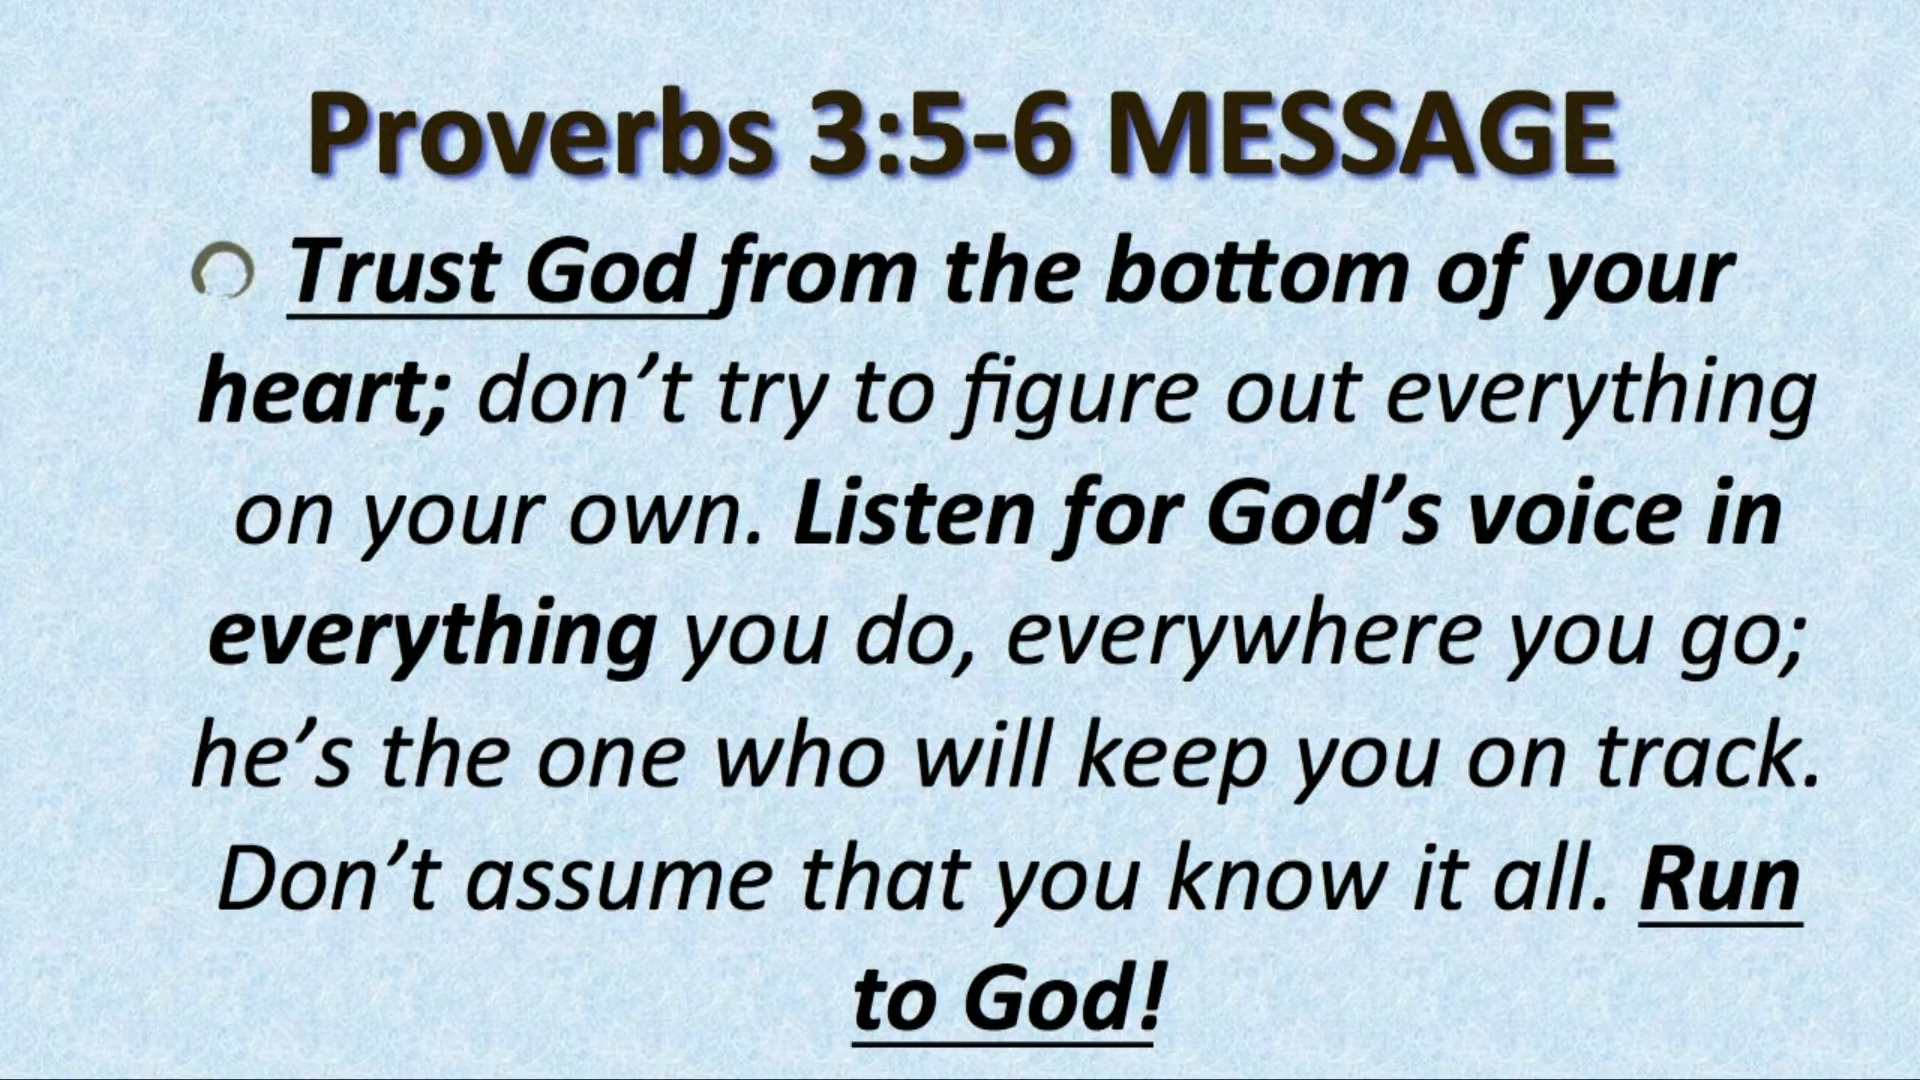 Proverbs 3:5-6 MESSAGE
Trust God from the bottom of your
heart; don’t try to figure out everything
on your own. Listen for God’s voice in
everything you do, everywhere you go;
he’s the one who will keep you on track.
Don’t assume that you know it all. Run
to God!